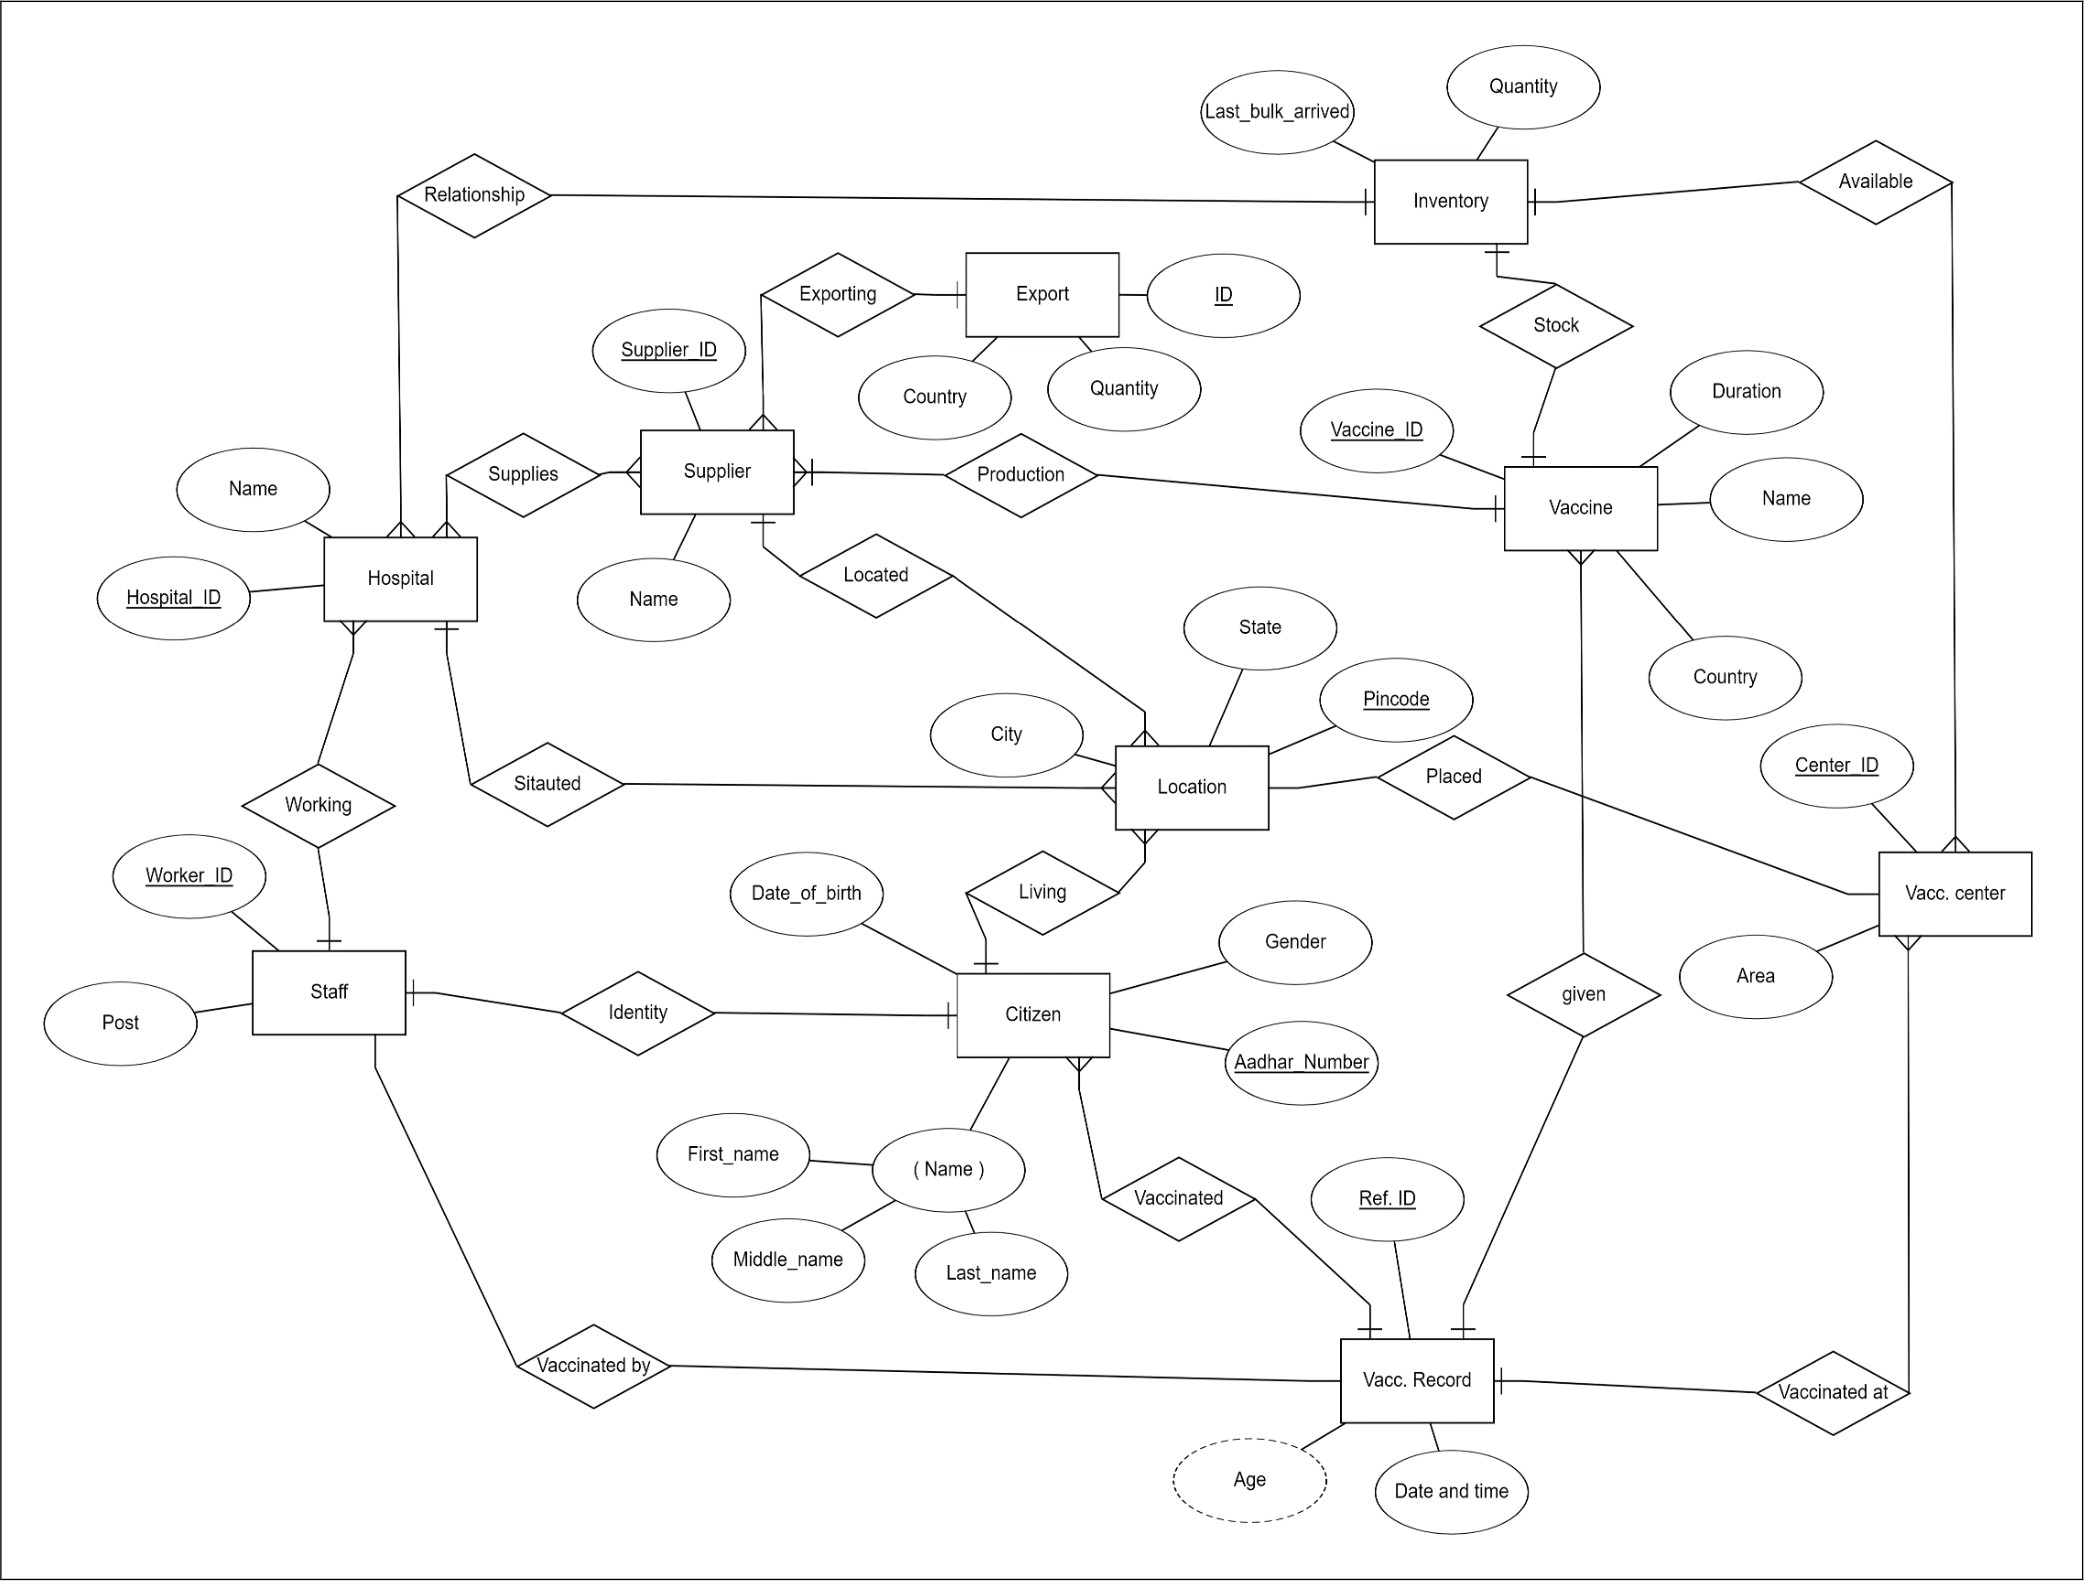 Quantity
Last_bulk_arrived
Available
Relationship
Inventory
Exporting
Export
ID
Stock
Supplier_ID
Country
Quantity
Duration
Vaccine_ID
Supplier
Supplies
Production
Name
Name
Vaccine
Located
Hospital
Hospital_ID
Name
State
Country
Pincode
City
Center_ID
Placed
Sitauted
Location
Working
Worker_ID
Living
Date_of_birth
Vacc. center
Gender
Area
Staff
given
Identity
Citizen
Post
Aadhar_Number
First_name
( Name )
Vaccinated
Ref. ID
Middle_name
Last_name
Vaccinated by
Vacc. Record
Vaccinated at
Age
Date and time